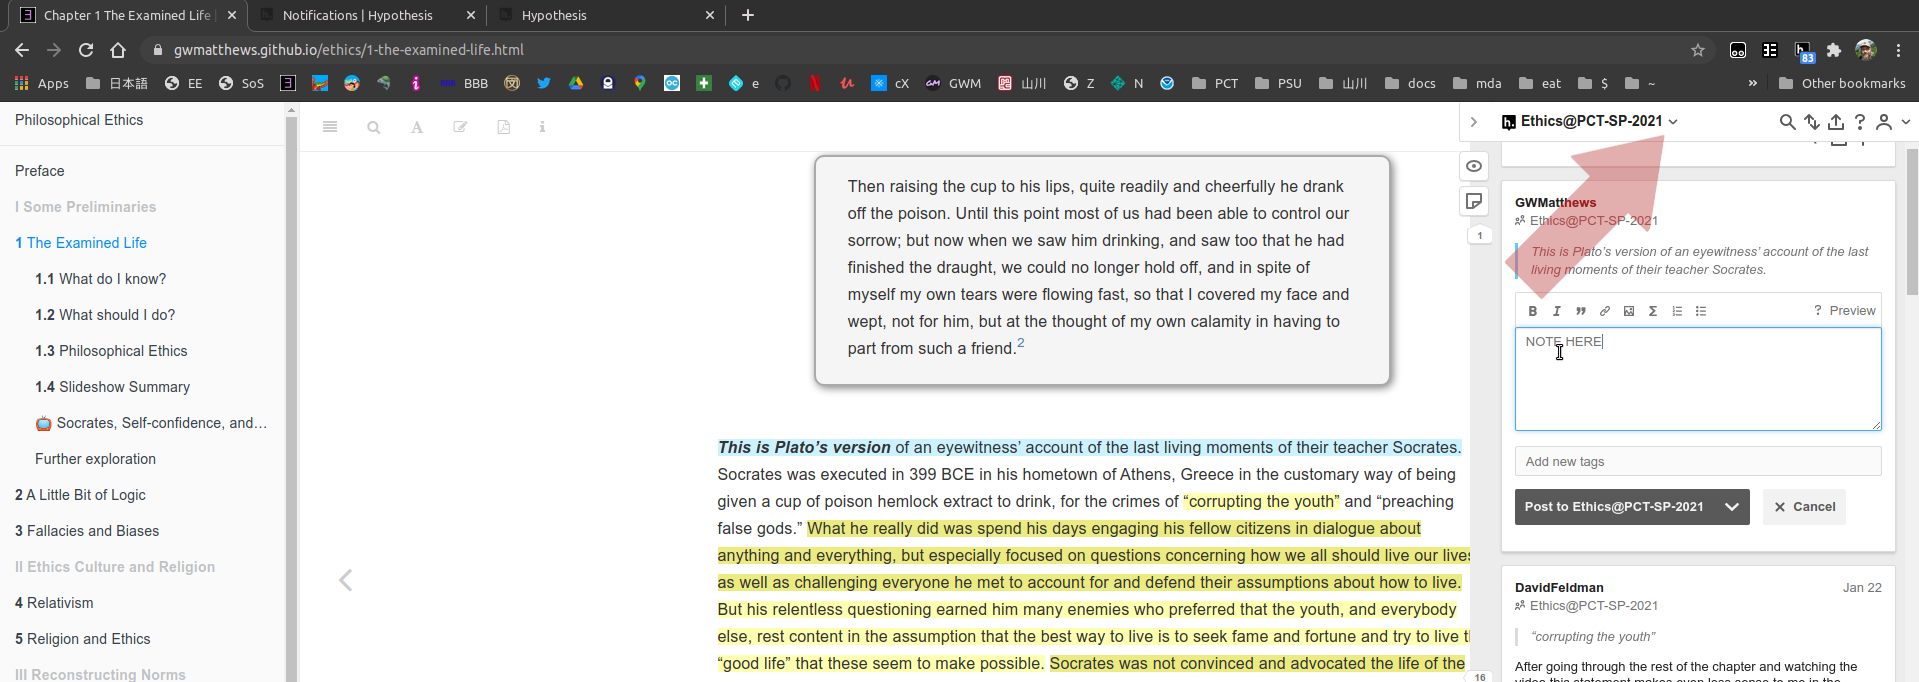 Chapter 1 The Examined Life
Notifications | Hypothesis
Hypothesis
gwmatthews.github.io/ethics/1-the-examined-life.html
83
Apps
日本語
EE
SoS
BBB
e
cX
GWM
山川
Z
N
PCT
PSU
山川
docs
mda
eat
$
~
»
Other bookmarks
Philosophical Ethics
Preface
I Some Preliminaries
1 The Examined Life
1.1 What do I know?
1.2 What should I do?
1.3 Philosophical Ethics
1.4 Slideshow Summary
Socrates, Self-confidence, and…
Further exploration
2 A Little Bit of Logic
3 Fallacies and Biases
II Ethics Culture and Religion
4 Relativism
5 Religion and Ethics
III Reconstructing Norms
Then raising the cup to his lips, quite readily and cheerfully he drank
off the poison. Until this point most of us had been able to control our
sorrow; but now when we saw him drinking, and saw too that he had
finished the draught, we could no longer hold off, and in spite of
myself my own tears were flowing fast, so that I covered my face and
wept, not for him, but at the thought of my own calamity in having to
part from such a friend.2
This is Plato’s version of an eyewitness’ account of the last living moments of their teacher Socrates.
Socrates was executed in 399 BCE in his hometown of Athens, Greece in the customary way of being
given a cup of poison hemlock extract to drink, for the crimes of “corrupting the youth” and “preaching
false gods.” What he really did was spend his days engaging his fellow citizens in dialogue about
anything and everything, but especially focused on questions concerning how we all should live our lives
as well as challenging everyone he met to account for and defend their assumptions about how to live.
But his relentless questioning earned him many enemies who preferred that the youth, and everybody
else, rest content in the assumption that the best way to live is to seek fame and fortune and try to live t
“good life” that these seem to make possible. Socrates was not convinced and advocated the life of the
1
16
h. Ethics@PCT-SP-2021
GWMatthews
Ethics@PCT-SP-2021
This is Plato’s version of an eyewitness’ account of the last
living moments of their teacher Socrates.
B I ” Σ ? Preview
NOTE HERE
Add new tags
Post to Ethics@PCT-SP-2021
Cancel
DavidFeldman Jan 22
Ethics@PCT-SP-2021
“corrupting the youth”
After going through the rest of the chapter and watching the
video this statement makes even less sense to me in the